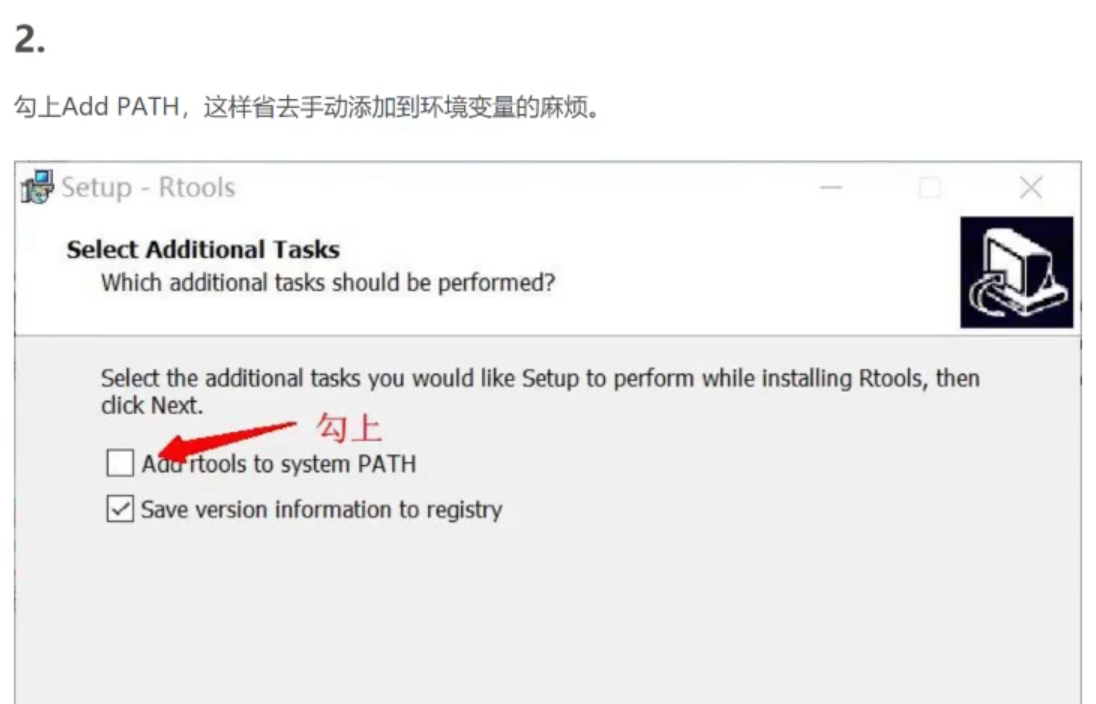 2.
勾上Add PATH，这样省去手动添加到环境变量的麻烦。
Setup - Rtools
Select Additional Tasks
Which additional tasks should be performed?
Select the additional tasks you would like Setup to perform while installing Rtools, then
click Next.
勾上
Add rtools to system PATH
Save version information to registry